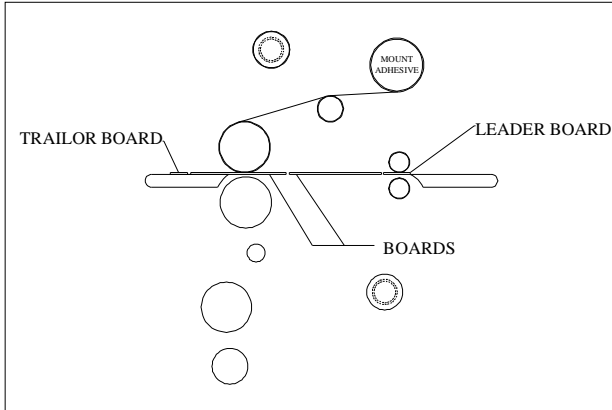 MOUNT
ADHESIVE
LEADER BOARD
TRAILOR BOARD
BOARDS